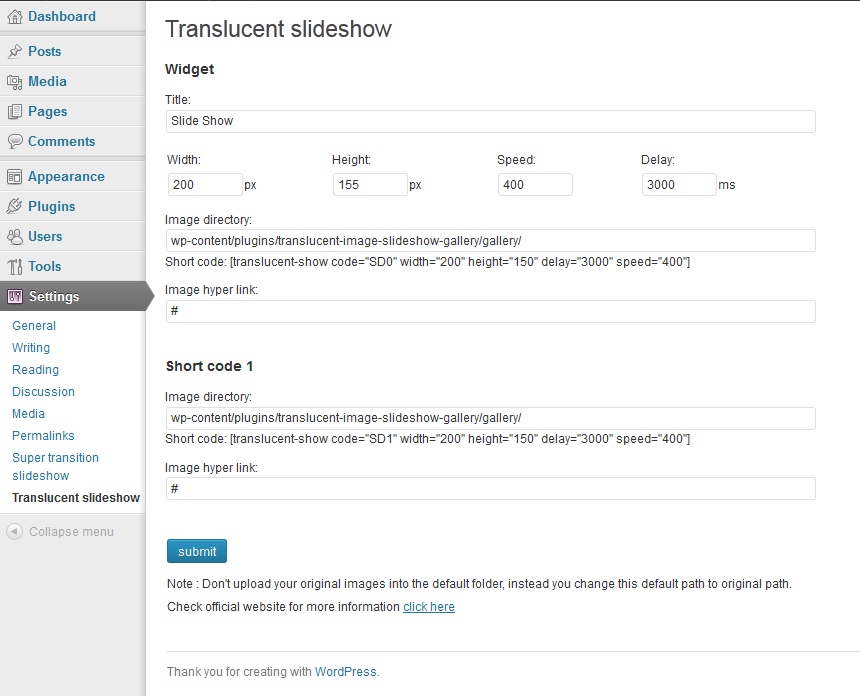 Dashboard
Posts
Media
Pages
Comments
Appearance
Plugins
Users
Tools
Settings
General
Writing
Reading
Discussion
Media
Permalinks
Super transition
slideshow
Translucent slideshow
Collapse menu
Translucent slideshow
Widget
Title:
Slide Show
Width: Height: Speed: Delay:
200 px 155 px 400 3000 ms
Image directory:
wp-content/plugins/translucent-image-slideshow-gallery/gallery/
Short code: [translucent-show code="SD0" width="200" height="150" delay="3000" speed="400"]
Image hyper link:
#
Short code 1
Image directory:
wp-content/plugins/translucent-image-slideshow-gallery/gallery/
Short code: [translucent-show code="SD1" width="200" height="150" delay="3000" speed="400"]
Image hyper link:
#
submit
Note : Don't upload your original images into the default folder, instead you change this default path to original path.
Check official website for more information click here
Thank you for creating with WordPress.